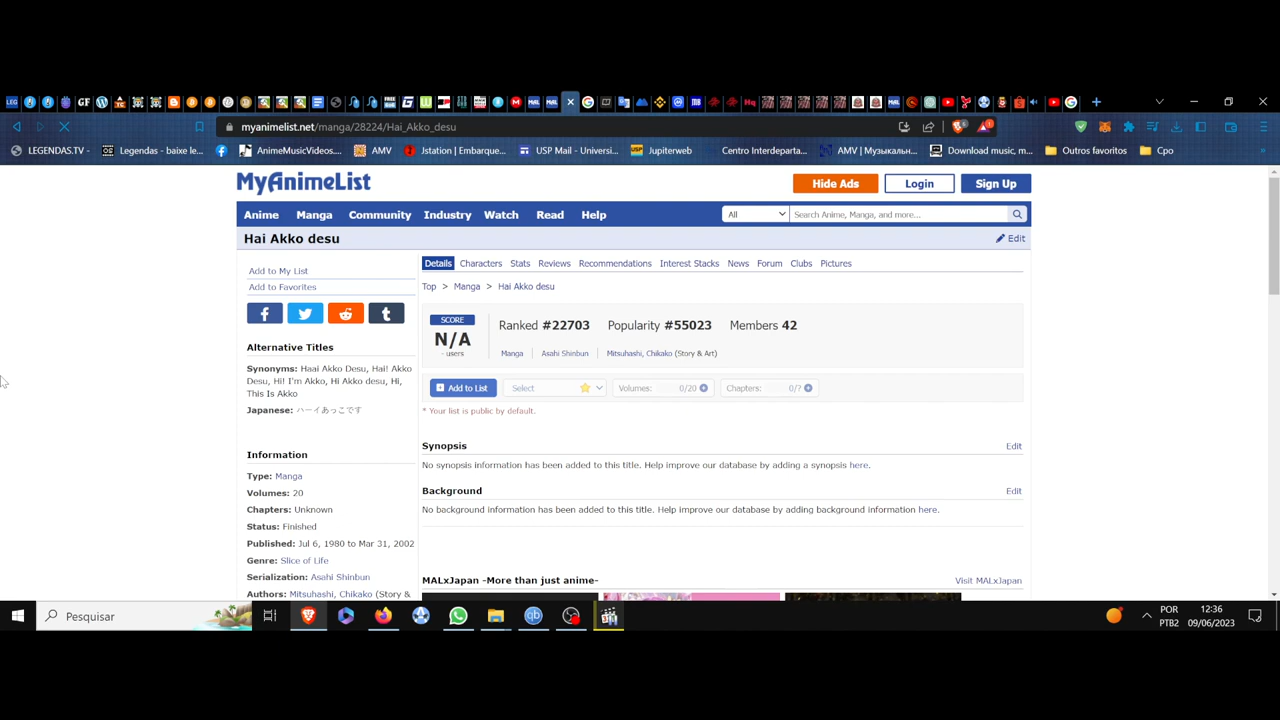 myanimelist.net/manga/28224/Hai_Akko_desu
LEGENDAS.TV - Legendas - baixe le... AnimeMusicVideos.... AMV Jstation | Embarque... USP Mail - Universi... Jupiterweb Centro Interdeparta... AMV | Музыкальн... Download music, m... Outros favoritos Cpo
MyAnimeList
Hide Ads Login Sign Up
Anime Manga Community Industry Watch Read Help All Search Anime, Manga, and more...
Hai Akko desu Edit
Add to My List
Add to Favorites
Alternative Titles
Synonyms: Haai Akko Desu, Hai! Akko
Desu, Hi! I'm Akko, Hi Akko desu, Hi,
This Is Akko
Japanese: ハーイあっこです
Information
Type: Manga
Volumes: 20
Chapters: Unknown
Status: Finished
Published: Jul 6, 1980 to Mar 31, 2002
Genre: Slice of Life
Serialization: Asahi Shinbun
Authors: Mitsuhashi, Chikako (Story &
Details Characters Stats Reviews Recommendations Interest Stacks News Forum Clubs Pictures
Top > Manga > Hai Akko desu
SCORE
N/A
- users
Ranked #22703 Popularity #55023 Members 42
Manga Asahi Shinbun Mitsuhashi, Chikako (Story & Art)
Add to List Select Volumes: 0/20 Chapters: 0/?
* Your list is public by default.
Synopsis Edit
No synopsis information has been added to this title. Help improve our database by adding a synopsis here.
Background Edit
No background information has been added to this title. Help improve our database by adding background information here.
MALxJapan -More than just anime- Visit MALxJapan
Pesquisar
POR
PTB2
12:36
09/06/2023